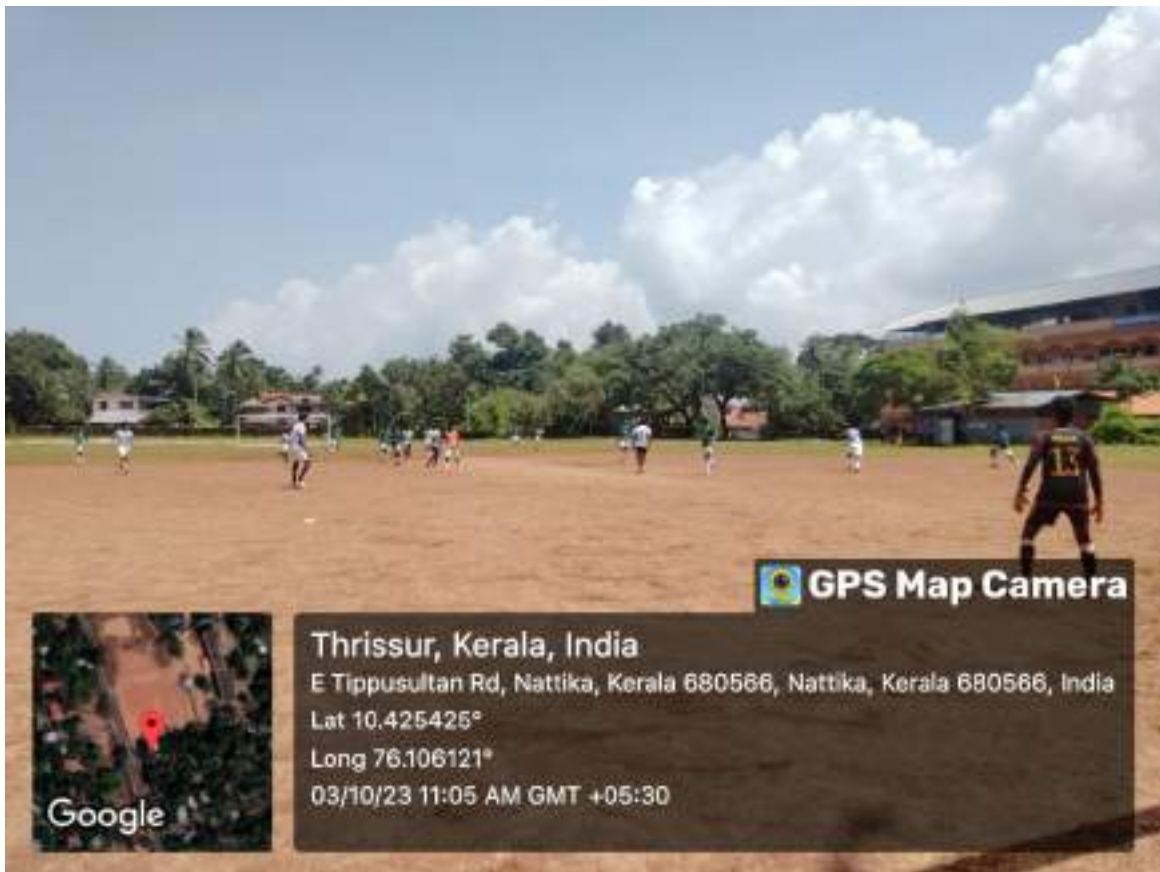 13
GPS Map Camera
Thrissur, Kerala, India
E Tippusultan Rd, Nattika, Kerala 680566, Nattika, Kerala 680566, India
Lat 10.425425°
Long 76.106121°
03/10/23 11:05 AM GMT +05:30
Google